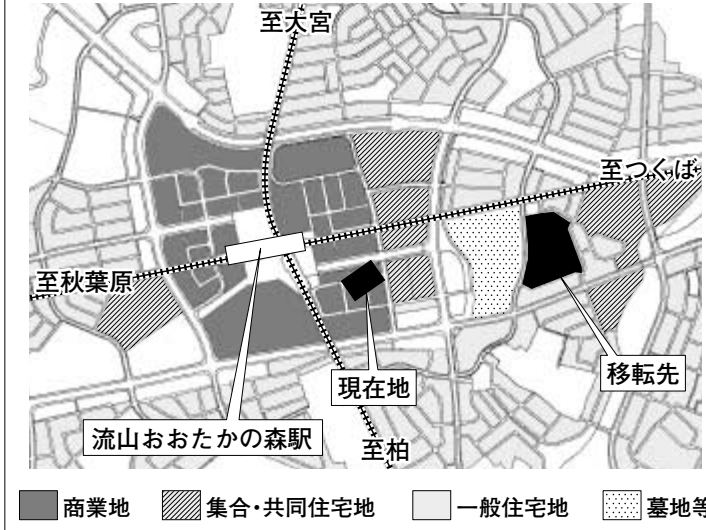 至大宮
至つくば
至秋葉原
現在地
移転先
流山おおたかの森駅
至柏
商業地
集合・共同住宅地
一般住宅地
墓地等